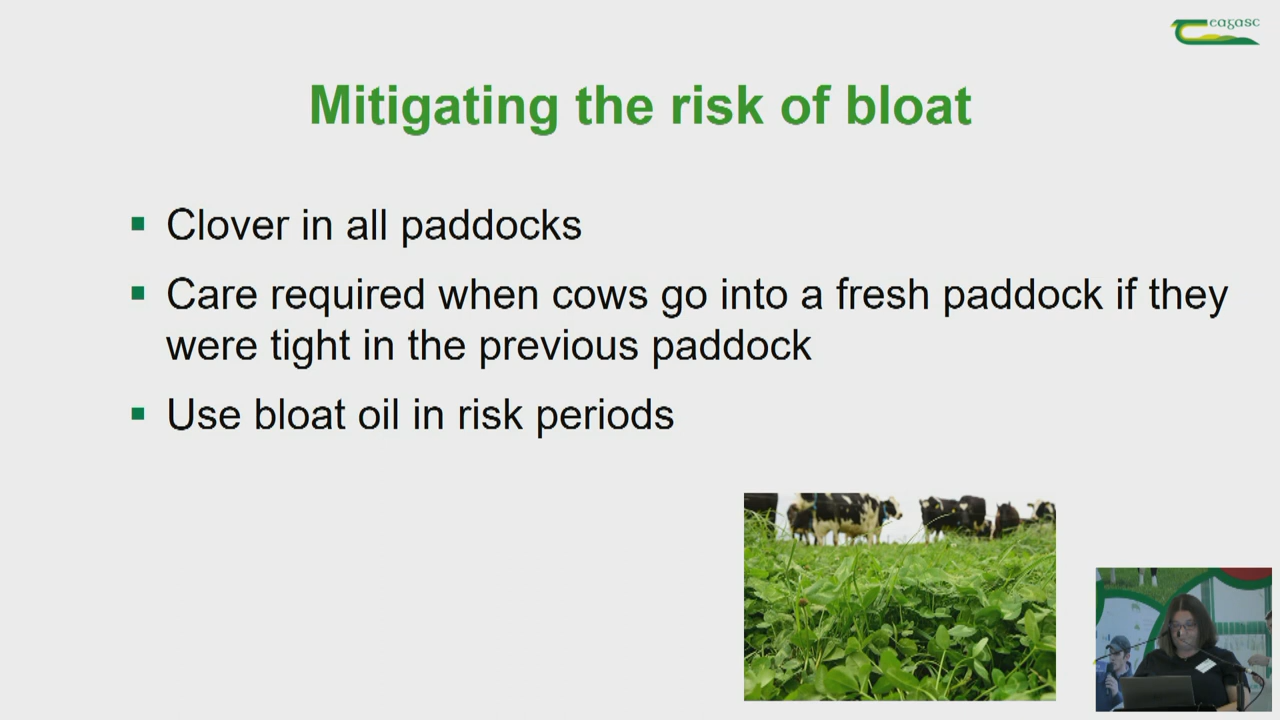 teagasc
Mitigating the risk of bloat
▪ Clover in all paddocks
▪ Care required when cows go into a fresh paddock if they
were tight in the previous paddock
▪ Use bloat oil in risk periods